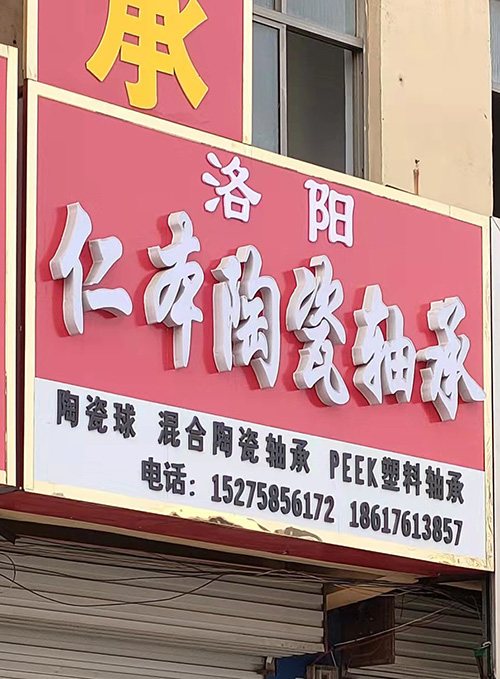 承
洛阳
仁本陶瓷轴承
陶瓷球 混合陶瓷轴承 PEEK塑料轴承
电话: 15275856172 18617613857